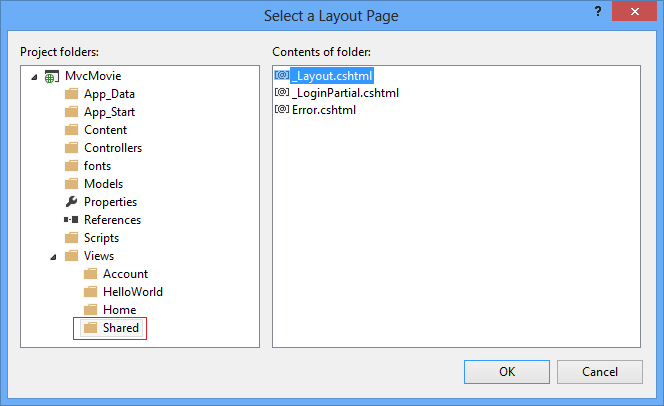 Select a Layout Page
?
Project folders:
Contents of folder:
MvcMovie
App_Data
App_Start
Content
Controllers
fonts
Models
Properties
References
Scripts
Views
Account
HelloWorld
Home
Shared
[@] _Layout.cshtml
[@] _LoginPartial.cshtml
[@] Error.cshtml
OK
Cancel